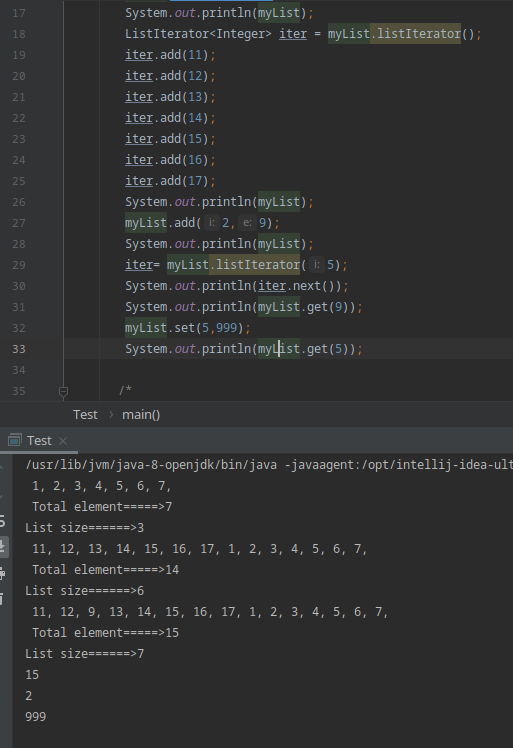 17 System.out.println(myList);
18 ListIterator<Integer> iter = myList.listIterator();
19 iter.add(11);
20 iter.add(12);
21 iter.add(13);
22 iter.add(14);
23 iter.add(15);
24 iter.add(16);
25 iter.add(17);
26 System.out.println(myList);
27 myList.add( i: 2, e: 9);
28 System.out.println(myList);
29 iter= myList.listIterator( i: 5);
30 System.out.println(iter.next());
31 System.out.println(myList.get(9));
32 myList.set(5,999);
33 System.out.println(myList.get(5));
34
35 /*
Test › main()
Test ×
/usr/lib/jvm/java-8-openjdk/bin/java -javaagent:/opt/intellij-idea-ult
1, 2, 3, 4, 5, 6, 7,
Total element=====>7
List size======>3
11, 12, 13, 14, 15, 16, 17, 1, 2, 3, 4, 5, 6, 7,
Total element=====>14
List size======>6
11, 12, 9, 13, 14, 15, 16, 17, 1, 2, 3, 4, 5, 6, 7,
Total element=====>15
List size======>7
15
2
999